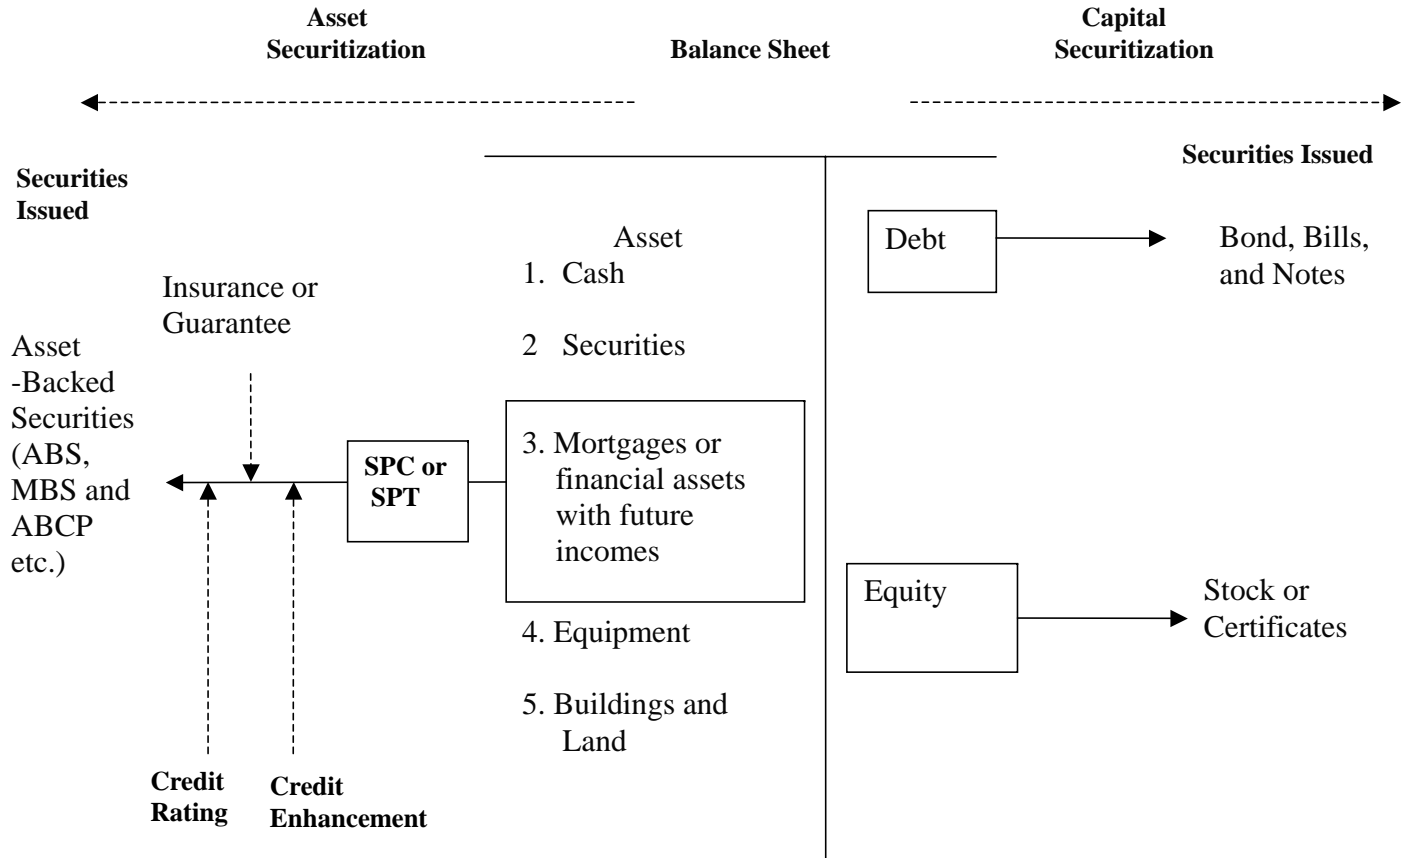 Asset
Securitization
Balance Sheet
Capital
Securitization
Securities
Issued
Securities Issued
Insurance or
Guarantee
Asset
-Backed
Securities
(ABS,
MBS and
ABCP
etc.)
SPC or
SPT
Credit
Rating
Credit
Enhancement
Asset
1. Cash
2 Securities
3. Mortgages or
financial assets
with future
incomes
4. Equipment
5. Buildings and
Land
Debt
Bond, Bills,
and Notes
Equity
Stock or
Certificates